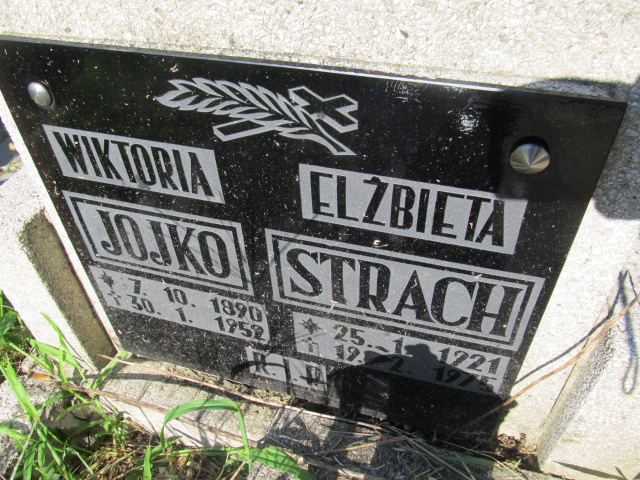 WIKTORIA
JOJKO
* 7. 10. 1890
† 30. 1. 1952
ELŻBIETA
STRACH
* 25. 1. 1921
R. P.